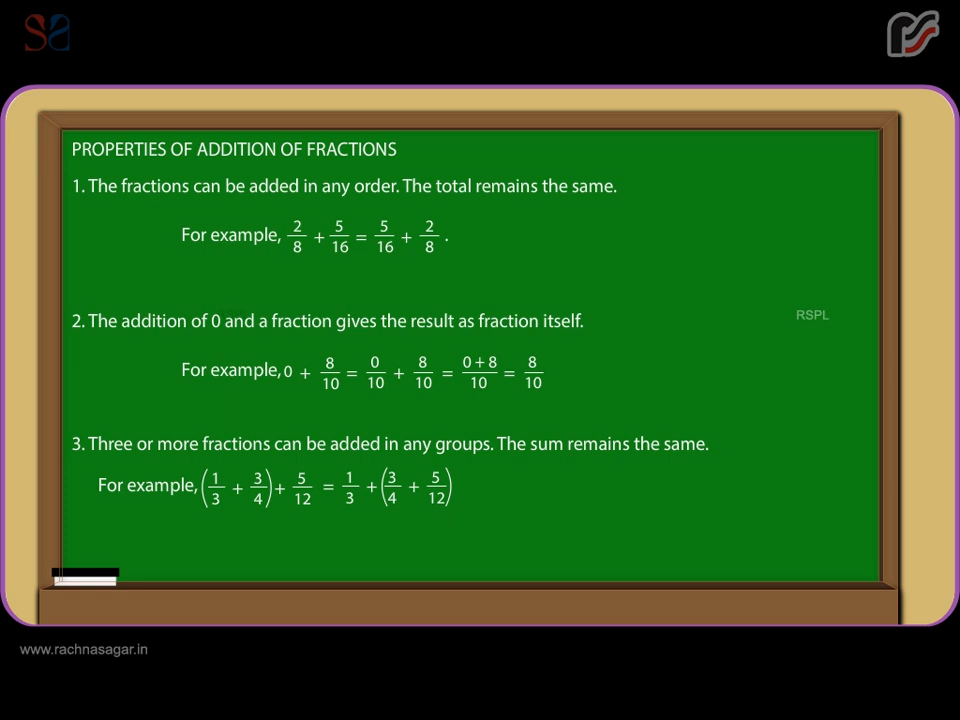 PROPERTIES OF ADDITION OF FRACTIONS
1. The fractions can be added in any order. The total remains the same.
For example, 2/8 + 5/16 = 5/16 + 2/8 .
2. The addition of 0 and a fraction gives the result as fraction itself.
RSPL
For example, 0 + 8/10 = 0/10 + 8/10 = 0 + 8/10 = 8/10
3. Three or more fractions can be added in any groups. The sum remains the same.
For example, (1/3 + 3/4) + 5/12 = 1/3 + (3/4 + 5/12)
www.rachnasagar.in